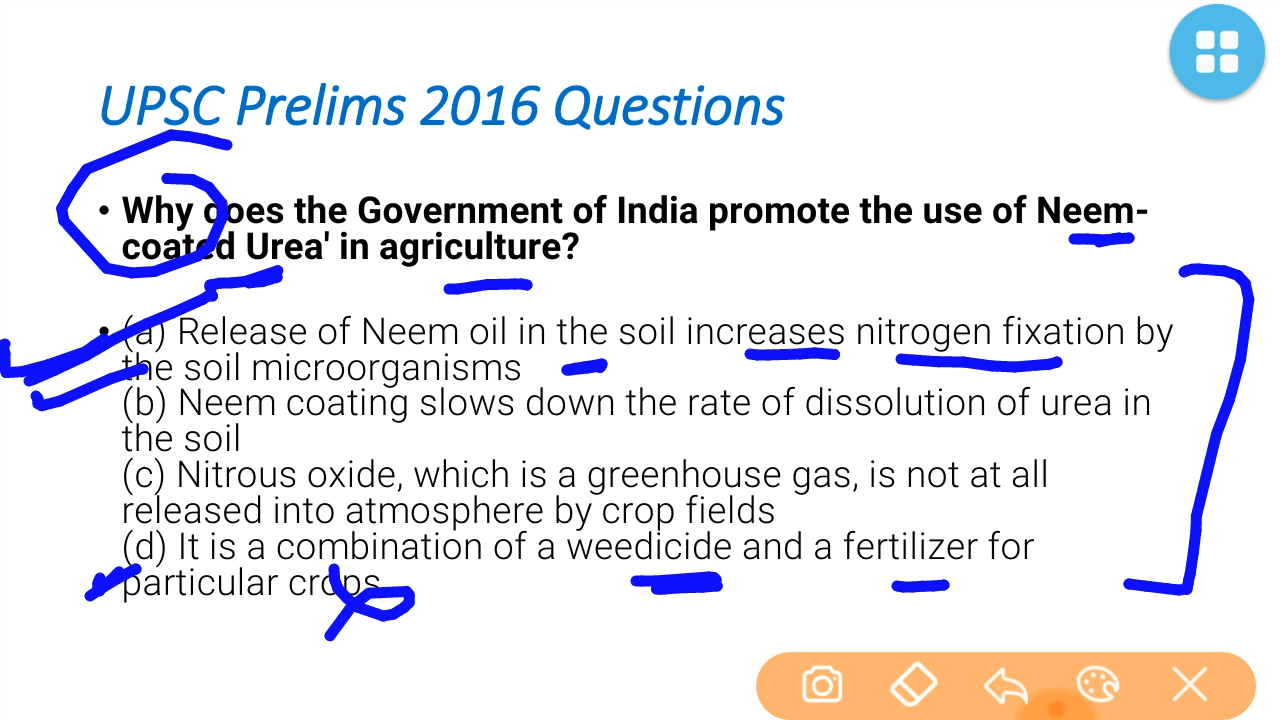 UPSC Prelims 2016 Questions
• Why does the Government of India promote the use of Neem-
coated Urea' in agriculture?
• (a) Release of Neem oil in the soil increases nitrogen fixation by
the soil microorganisms
(b) Neem coating slows down the rate of dissolution of urea in
the soil
(c) Nitrous oxide, which is a greenhouse gas, is not at all
released into atmosphere by crop fields
(d) It is a combination of a weedicide and a fertilizer for
particular crops